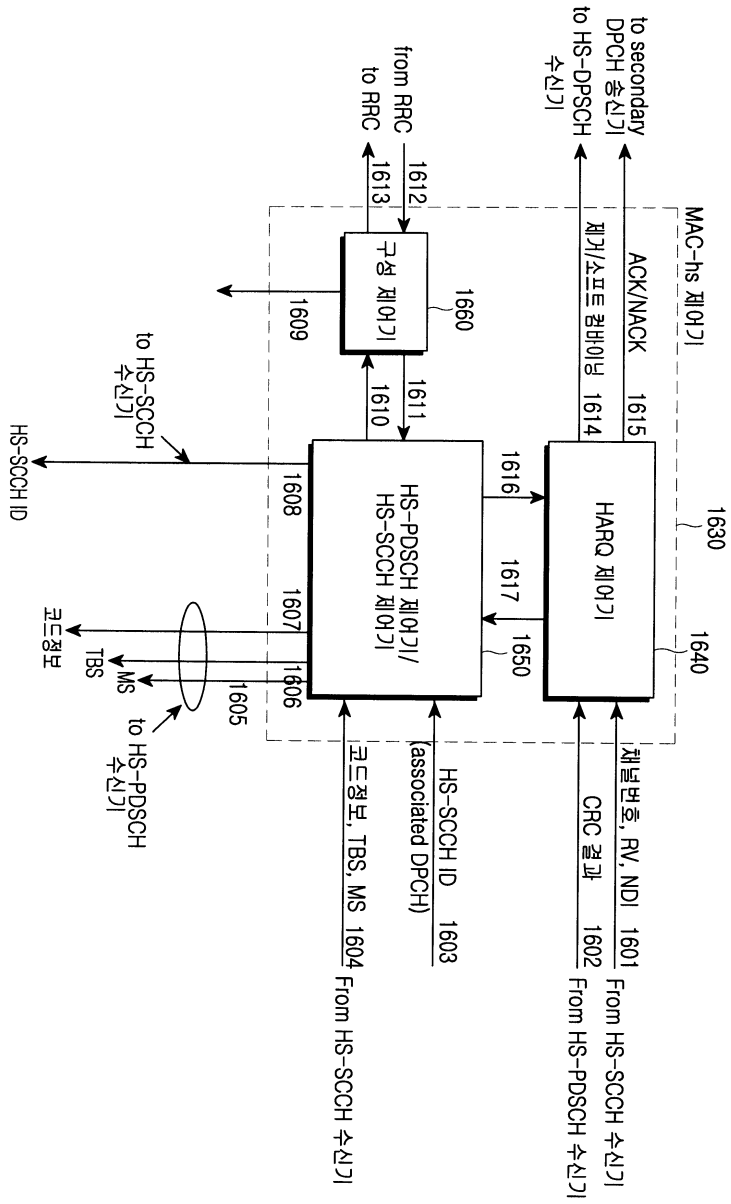 MAC-hs 제어기
1630
to secondary
DPCH 송신기
ACK/NACK
1615
to HS-DPSCH
수신기
제거/소프트 컴바이닝
1614
HARQ 제어기
1640
채널번호, RV, NDI
1601
From HS-SCCH 수신기
CRC 결과
1602
From HS-PDSCH 수신기
1616
1617
from RRC
1612
to RRC
1613
구성 제어기
1660
1611
1610
1609
HS-PDSCH 제어기/
HS-SCCH 제어기
1650
HS-SCCH ID
(associated DPCH)
1603
코드정보, TBS, MS
1604
From HS-SCCH 수신기
to HS-SCCH
수신기
1608
HS-SCCH ID
1607
1606
1605
코드정보
TBS
MS
to HS-PDSCH
수신기